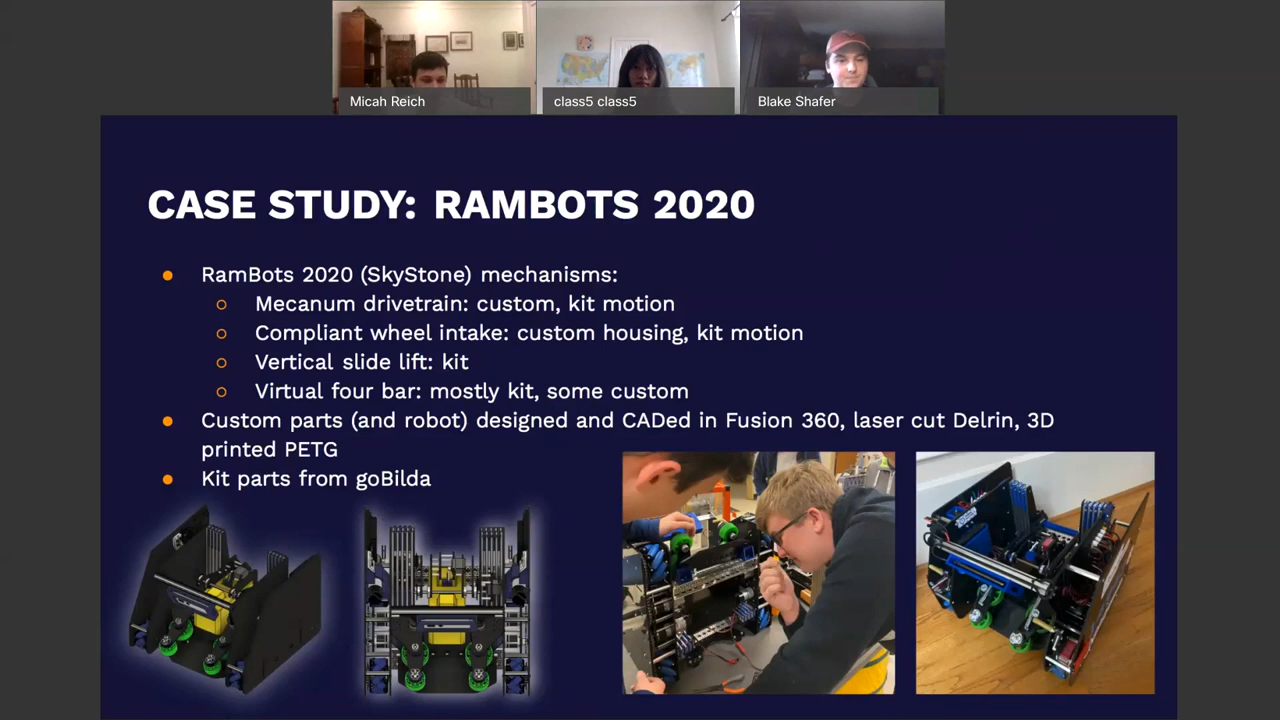 Micah Reich
class5 class5
Blake Shafer
CASE STUDY: RAMBOTS 2020
● RamBots 2020 (SkyStone) mechanisms:
○ Mecanum drivetrain: custom, kit motion
○ Compliant wheel intake: custom housing, kit motion
○ Vertical slide lift: kit
○ Virtual four bar: mostly kit, some custom
● Custom parts (and robot) designed and CADed in Fusion 360, laser cut Delrin, 3D
printed PETG
● Kit parts from goBilda